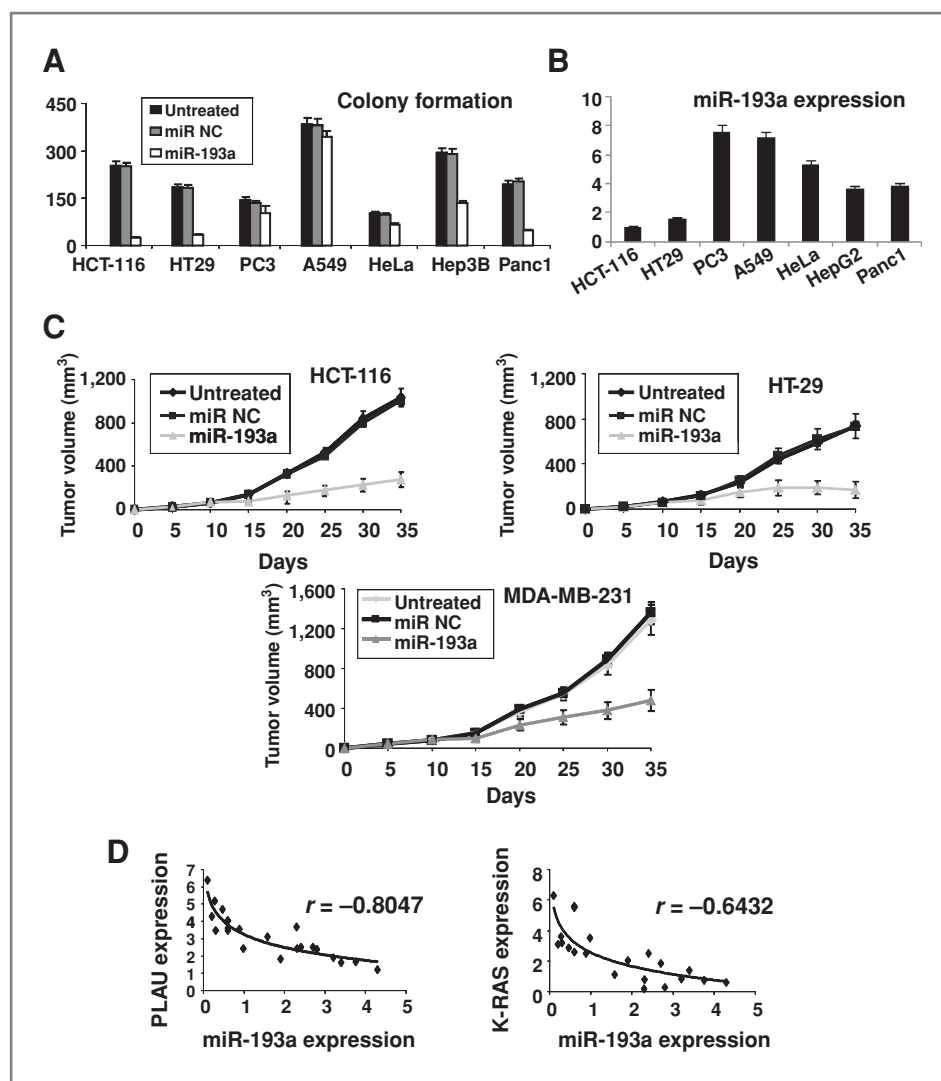 A
Colony formation
Untreated
miR NC
miR-193a
450
300
150
0
HCT-116 HT29 PC3 A549 HeLa Hep3B Panc1
B
miR-193a expression
10
8
6
4
2
0
HCT-116 HT29 PC3 A549 HeLa HepG2 Panc1
C
HCT-116
Untreated
miR NC
miR-193a
Tumor volume (mm³)
1,200
800
400
0
0 5 10 15 20 25 30 35
Days
HT-29
Untreated
miR NC
miR-193a
Tumor volume (mm³)
1,200
800
400
0
0 5 10 15 20 25 30 35
Days
MDA-MB-231
Untreated
miR NC
miR-193a
Tumor volume (mm³)
1,600
1,200
800
400
0
0 5 10 15 20 25 30 35
Days
D
PLAU expression
7
6
5
4
3
2
1
0
r = –0.8047
0 1 2 3 4 5
miR-193a expression
K-RAS expression
8
6
4
2
0
r = –0.6432
0 1 2 3 4 5
miR-193a expression